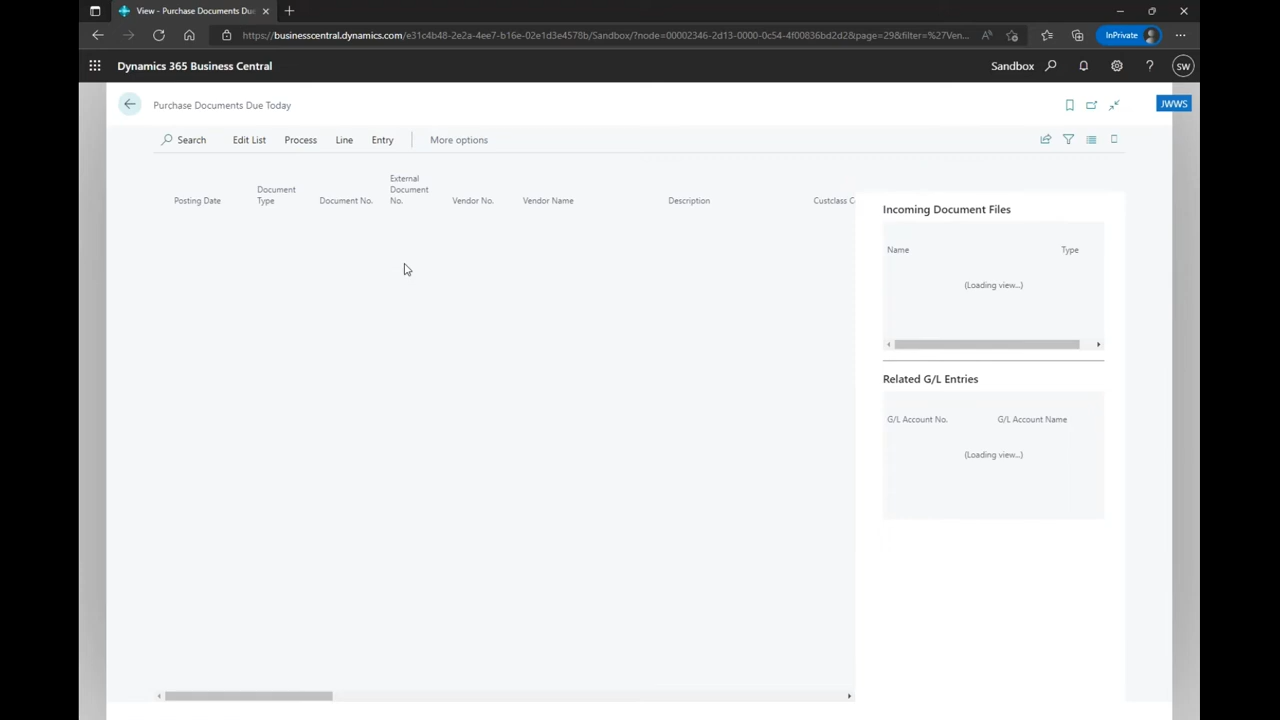 View - Purchase Documents Du
https://businesscentral.dynamics.com/e31c4b48-2e2a-4ee7-b16e-02e1d3e4578b/Sandbox/?node=00002346-2d13-0000-0c54-4f00836bd2d2&page=29&filter=%27Ven...
InPrivate
Dynamics 365 Business Central
Sandbox
SW
Purchase Documents Due Today
JWWS
Search
Edit List
Process
Line
Entry
More options
Posting Date
Document Type
Document No.
External Document No.
Vendor No.
Vendor Name
Description
Custclass C
Incoming Document Files
Name
Type
(Loading view...)
Related G/L Entries
G/L Account No.
G/L Account Name
(Loading view...)